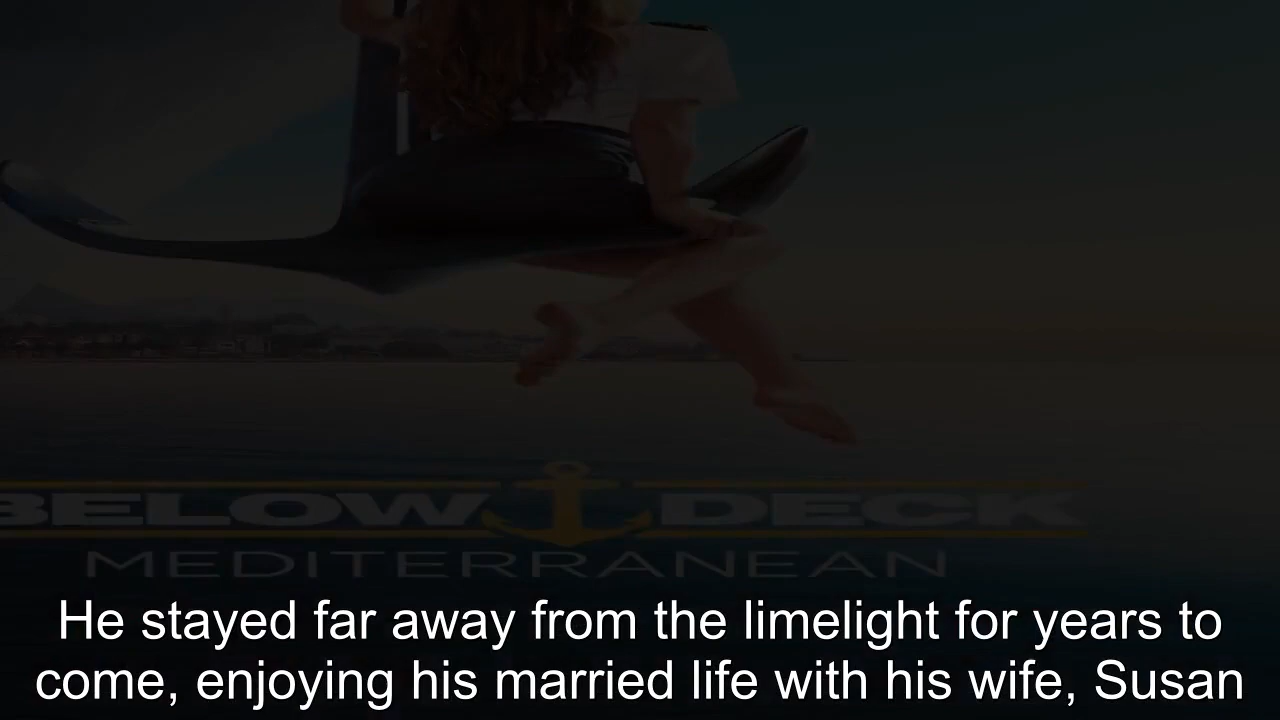 BELOW DECK
MEDITERRANEAN
He stayed far away from the limelight for years to
come, enjoying his married life with his wife, Susan